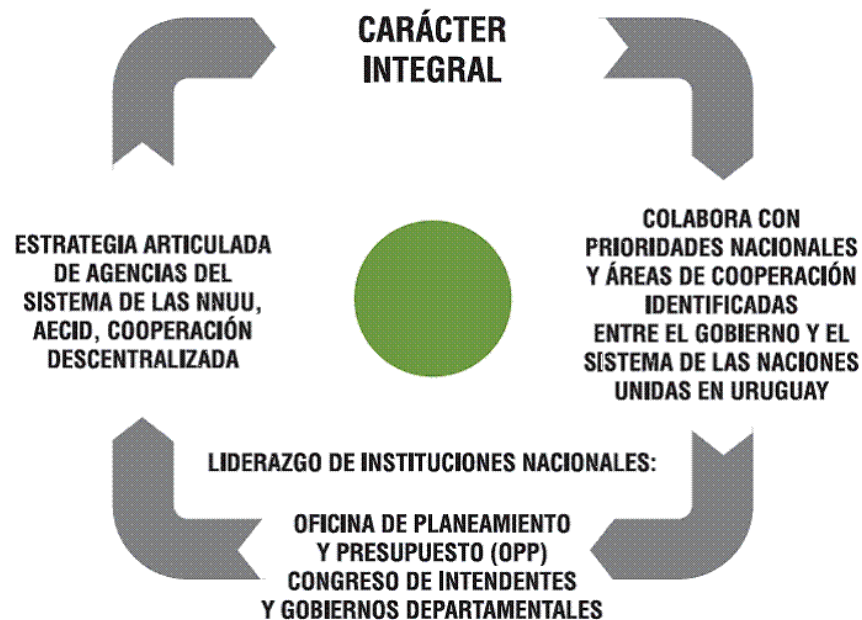 CARÁCTER
INTEGRAL
ESTRATEGIA ARTICULADA
DE AGENCIAS DEL
SISTEMA DE LAS NNUU,
AECID, COOPERACIÓN
DESCENTRALIZADA
COLABORA CON
PRIORIDADES NACIONALES
Y ÁREAS DE COOPERACIÓN
IDENTIFICADAS
ENTRE EL GOBIERNO Y EL
SISTEMA DE LAS NACIONES
UNIDAS EN URUGUAY
LIDERAZGO DE INSTITUCIONES NACIONALES:
OFICINA DE PLANEAMIENTO
Y PRESUPUESTO (OPP)
CONGRESO DE INTENDENTES
Y GOBIERNOS DEPARTAMENTALES